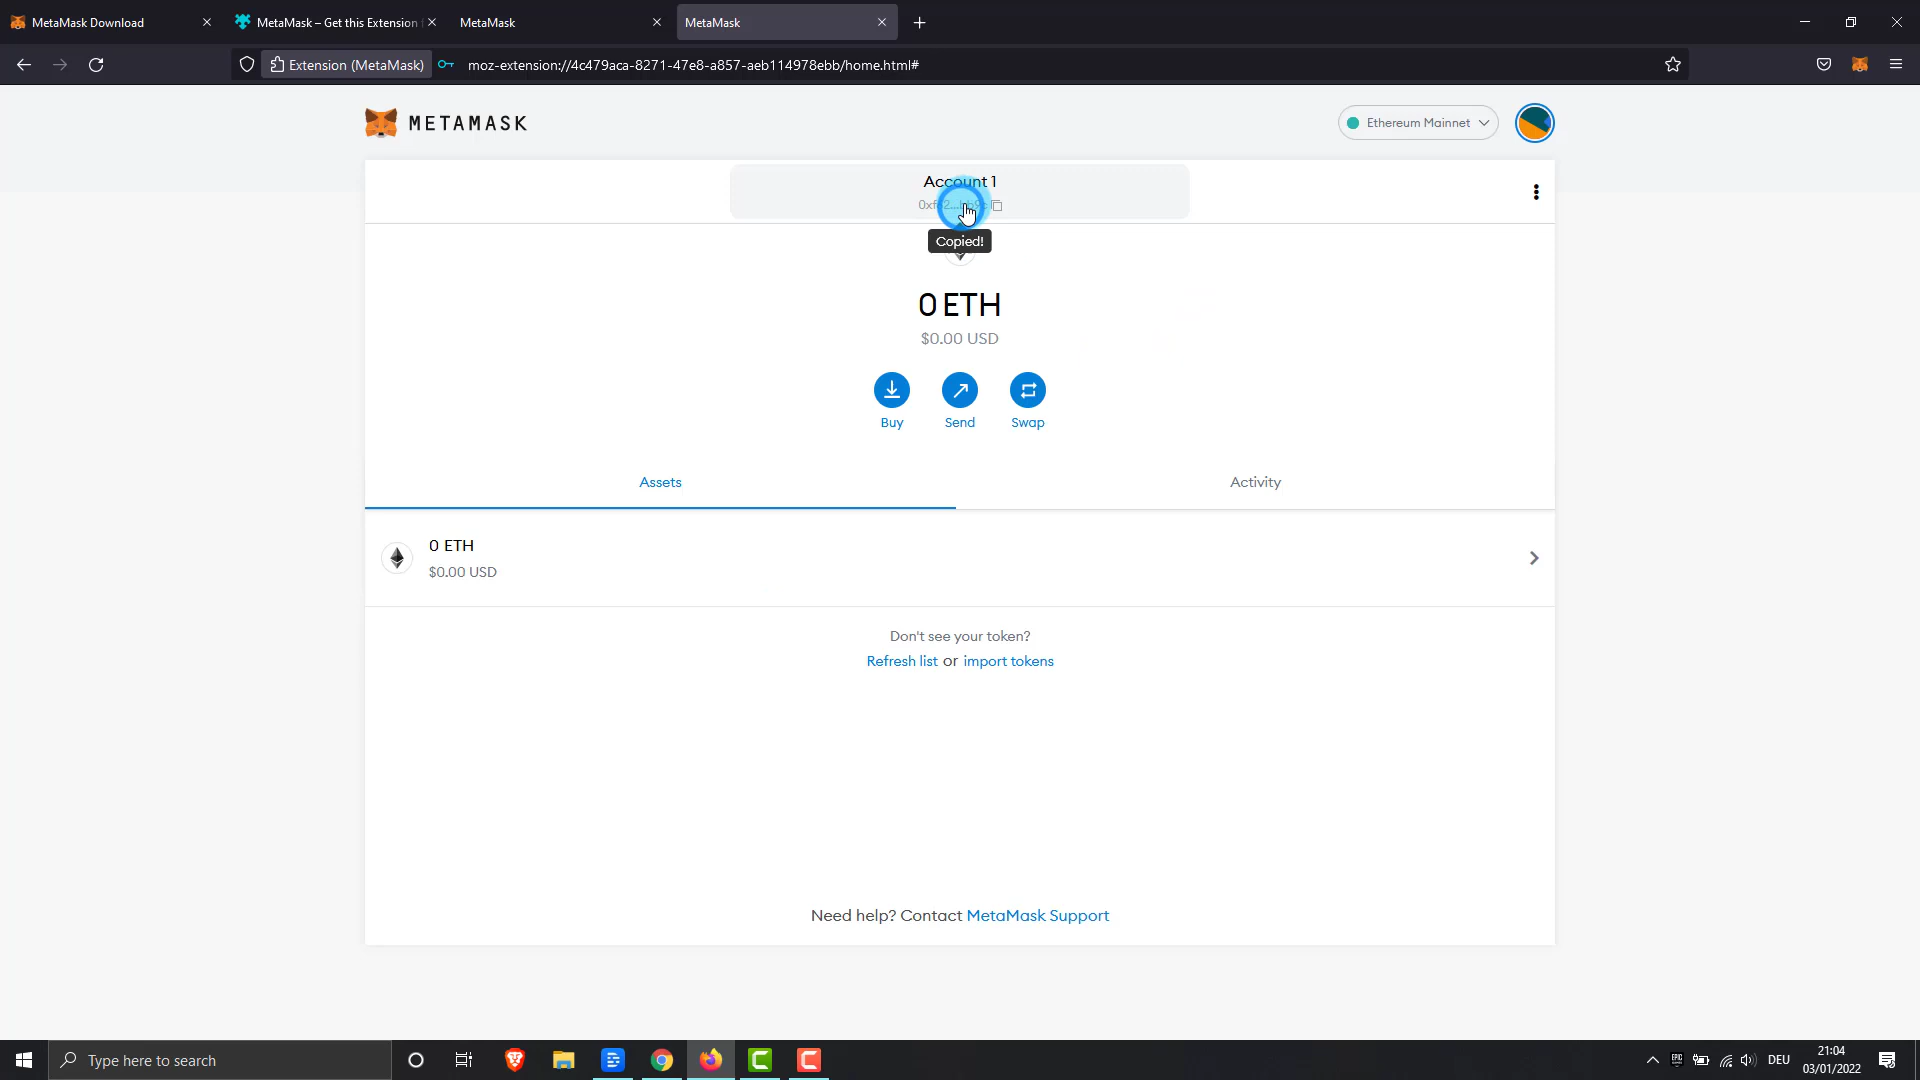 MetaMask Download
MetaMask – Get this Extension
MetaMask
MetaMask
Extension (MetaMask)
moz-extension://4c479aca-8271-47e8-a857-aeb114978ebb/home.html#
METAMASK
Ethereum Mainnet
Account 1
Copied!
0 ETH
$0.00 USD
Buy
Send
Swap
Assets
Activity
0 ETH
$0.00 USD
Don't see your token?
Refresh list or import tokens
Need help? Contact MetaMask Support
Type here to search
EPIC
DEU
21:04
03/01/2022